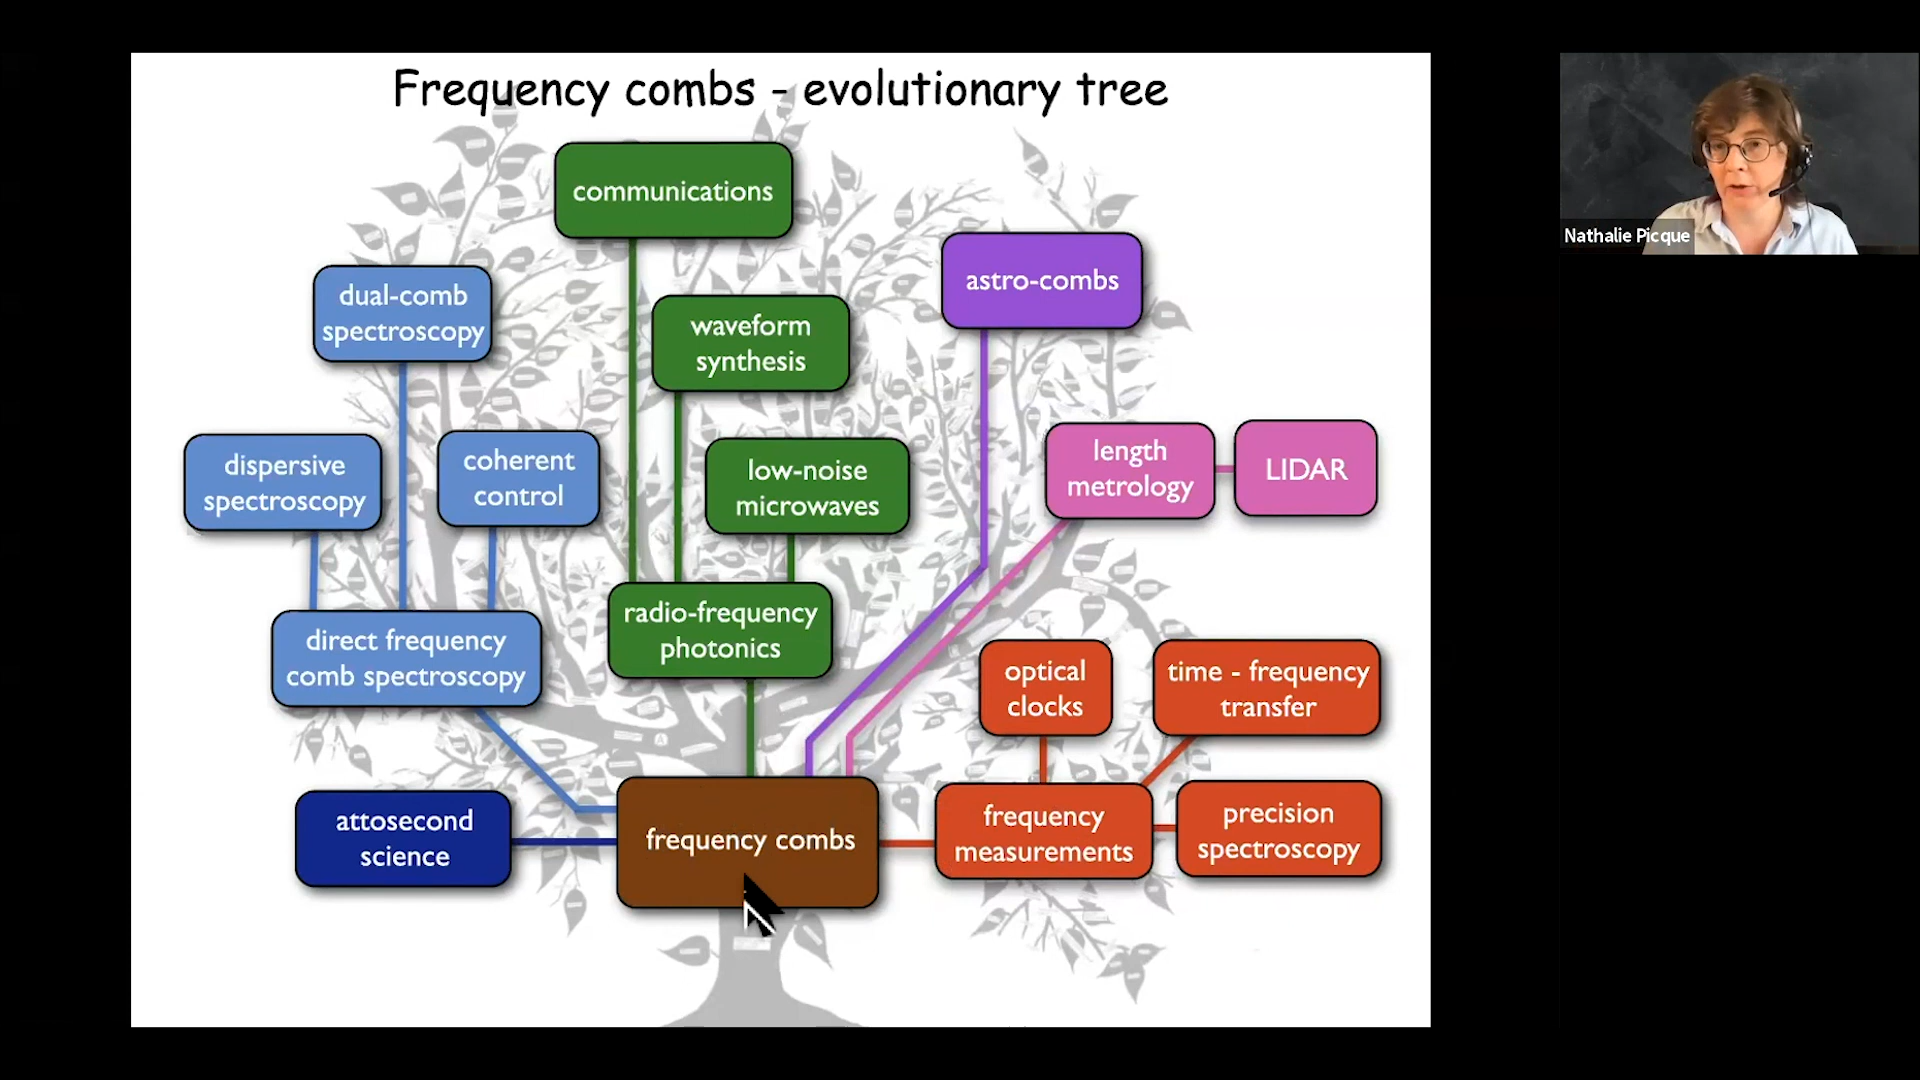 Frequency combs - evolutionary tree
communications
astro-combs
dual-comb
spectroscopy
waveform
synthesis
dispersive
spectroscopy
coherent
control
low-noise
microwaves
length
metrology
LIDAR
direct frequency
comb spectroscopy
radio-frequency
photonics
optical
clocks
time - frequency
transfer
attosecond
science
frequency combs
frequency
measurements
precision
spectroscopy
Nathalie Picque